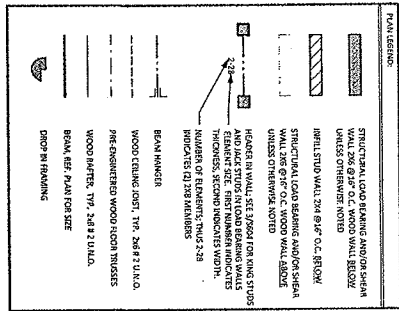 PLAN LEGEND:
STRUCTURAL LOAD BEARING AND/OR SHEAR
WALL 2X6 @16" O.C. WOOD WALL BELOW
UNLESS OTHERWISE NOTED
INFILL STUD WALL 2X4 @16" O.C. BELOW
STRUCTURAL LOAD BEARING AND/OR SHEAR
WALL 2X6 @16" O.C. WOOD WALL ABOVE
UNLESS OTHERWISE NOTED
2-28
HEADER IN WALL; SEE 3/S604 FOR KING STUDS
AND JACK STUDS IN LOAD BEARING WALLS
ELEMENT SIZE. FIRST NUMBER INDICATES
THICKNESS, SECOND INDICATES WIDTH.
NUMBER OF ELEMENTS; THUS 2-28
INDICATES (2) 2X8 MEMBERS
BEAM HANGER
WOOD CEILING JOIST, TYP. 2x6 # 2 U.N.O.
PRE-ENGINEERED WOOD FLOOR TRUSSES
WOOD RAFTER, TYP. 2x8 # 2 U.N.O.
BEAM, REF. PLAN FOR SIZE
DROP IN FRAMING